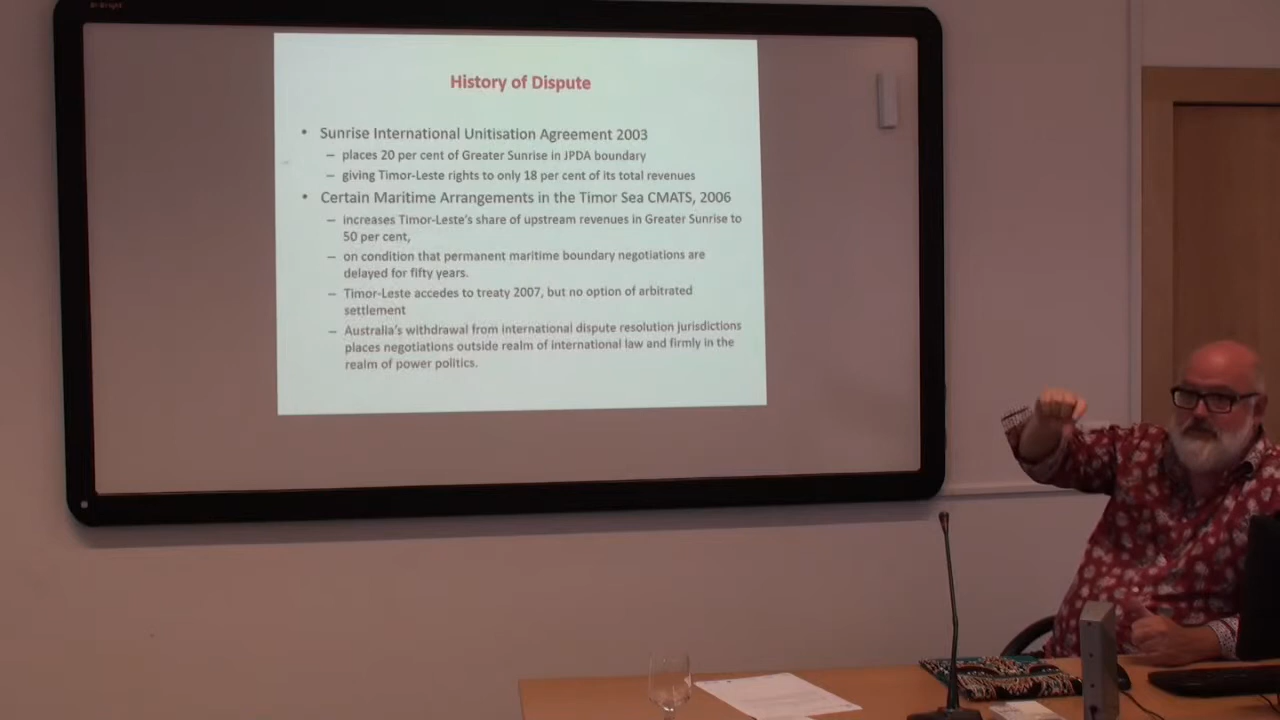 History of Dispute
• Sunrise International Unitisation Agreement 2003
– places 20 per cent of Greater Sunrise in JPDA boundary
– giving Timor-Leste rights to only 18 per cent of its total revenues
• Certain Maritime Arrangements in the Timor Sea CMATS, 2006
– increases Timor-Leste's share of upstream revenues in Greater Sunrise to
50 per cent,
– on condition that permanent maritime boundary negotiations are
delayed for fifty years.
– Timor-Leste accedes to treaty 2007, but no option of arbitrated
settlement
– Australia's withdrawal from international dispute resolution jurisdictions
places negotiations outside realm of international law and firmly in the
realm of power politics.